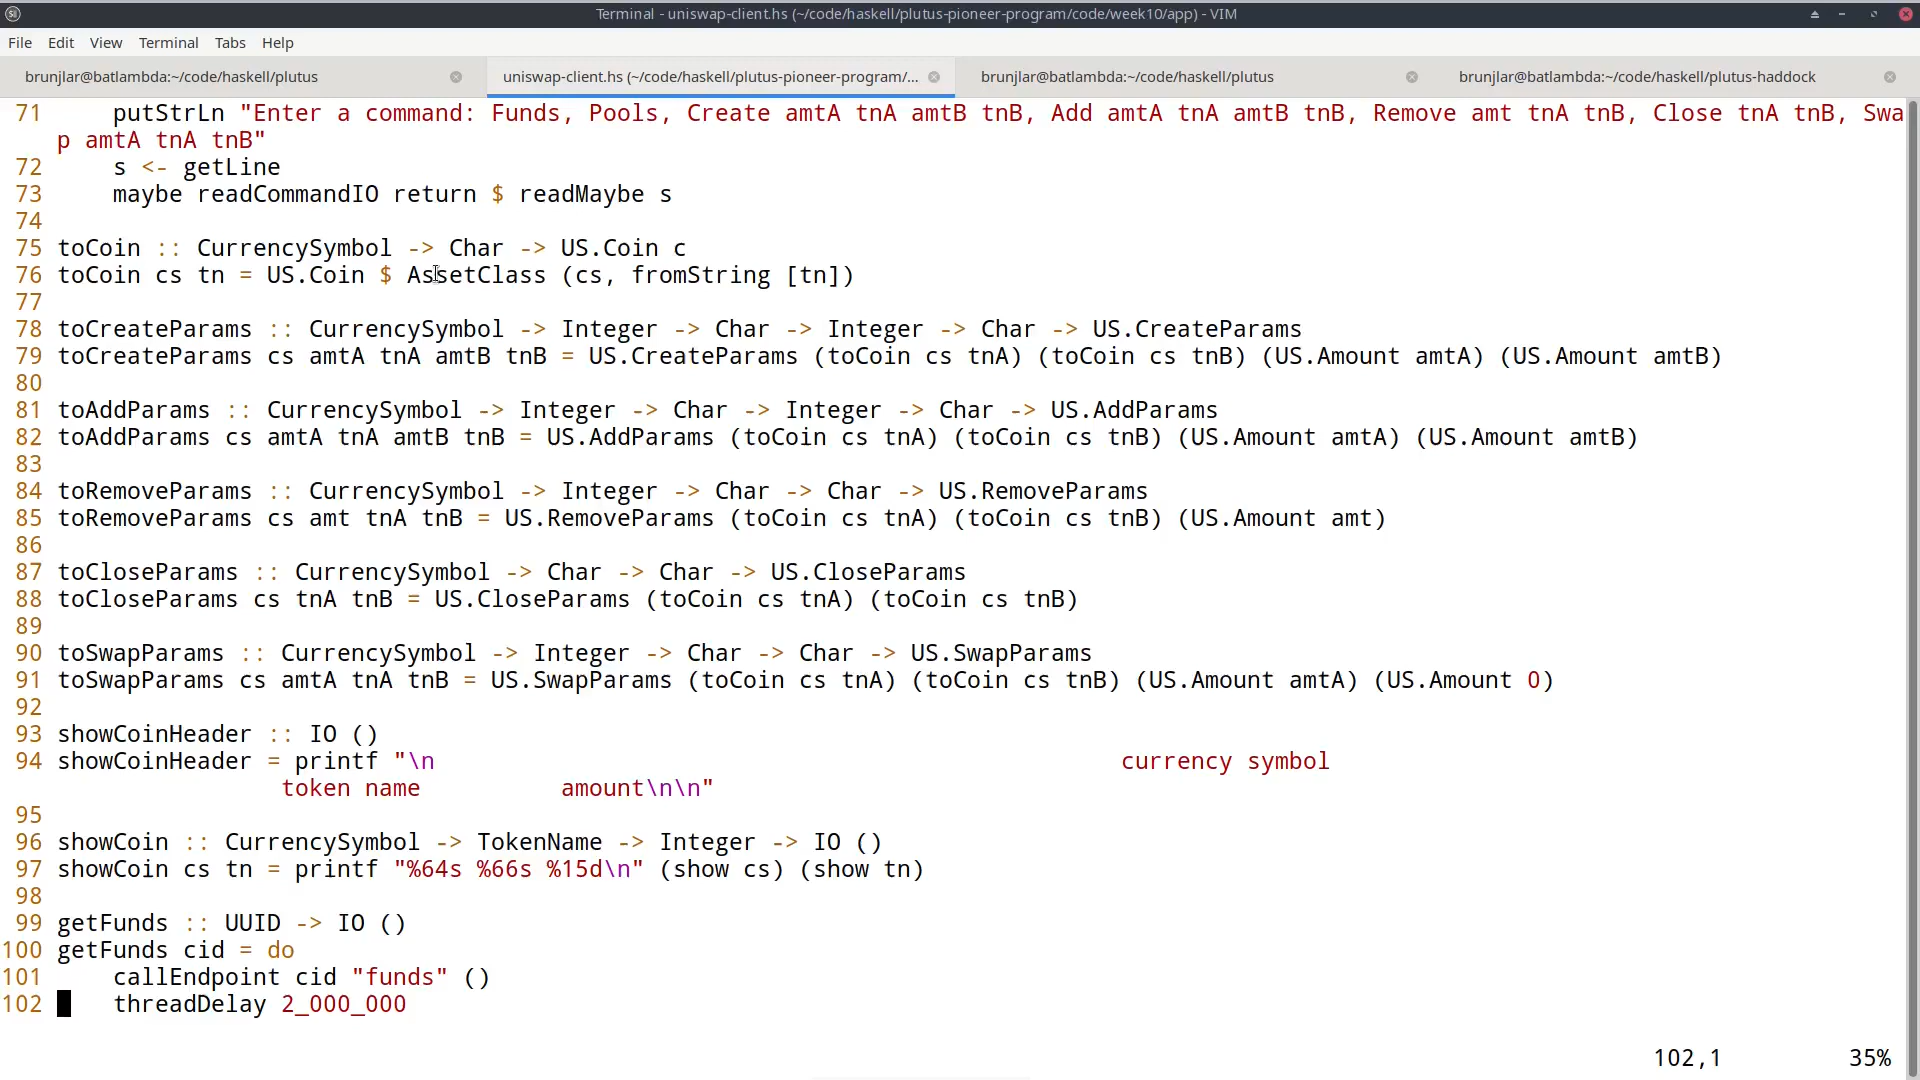 Terminal - uniswap-client.hs (~/code/haskell/plutus-pioneer-program/code/week10/app) - VIM
File Edit View Terminal Tabs Help
brunjlar@batlambda:~/code/haskell/plutus uniswap-client.hs (~/code/haskell/plutus-pioneer-program/... brunjlar@batlambda:~/code/haskell/plutus brunjlar@batlambda:~/code/haskell/plutus-haddock
71     putStrLn "Enter a command: Funds, Pools, Create amtA tnA amtB tnB, Add amtA tnA amtB tnB, Remove amt tnA tnB, Close tnA tnB, Swa
p amtA tnA tnB"
72     s <- getLine
73     maybe readCommandIO return $ readMaybe s
74
75 toCoin :: CurrencySymbol -> Char -> US.Coin c
76 toCoin cs tn = US.Coin $ AssetClass (cs, fromString [tn])
77
78 toCreateParams :: CurrencySymbol -> Integer -> Char -> Integer -> Char -> US.CreateParams
79 toCreateParams cs amtA tnA amtB tnB = US.CreateParams (toCoin cs tnA) (toCoin cs tnB) (US.Amount amtA) (US.Amount amtB)
80
81 toAddParams :: CurrencySymbol -> Integer -> Char -> Integer -> Char -> US.AddParams
82 toAddParams cs amtA tnA amtB tnB = US.AddParams (toCoin cs tnA) (toCoin cs tnB) (US.Amount amtA) (US.Amount amtB)
83
84 toRemoveParams :: CurrencySymbol -> Integer -> Char -> Char -> US.RemoveParams
85 toRemoveParams cs amt tnA tnB = US.RemoveParams (toCoin cs tnA) (toCoin cs tnB) (US.Amount amt)
86
87 toCloseParams :: CurrencySymbol -> Char -> Char -> US.CloseParams
88 toCloseParams cs tnA tnB = US.CloseParams (toCoin cs tnA) (toCoin cs tnB)
89
90 toSwapParams :: CurrencySymbol -> Integer -> Char -> Char -> US.SwapParams
91 toSwapParams cs amtA tnA tnB = US.SwapParams (toCoin cs tnA) (toCoin cs tnB) (US.Amount amtA) (US.Amount 0)
92
93 showCoinHeader :: IO ()
94 showCoinHeader = printf "\n                                                 currency symbol
                token name          amount\n\n"
95
96 showCoin :: CurrencySymbol -> TokenName -> Integer -> IO ()
97 showCoin cs tn = printf "%64s %66s %15d\n" (show cs) (show tn)
98
99 getFunds :: UUID -> IO ()
100 getFunds cid = do
101     callEndpoint cid "funds" ()
102     threadDelay 2_000_000
102,1 35%